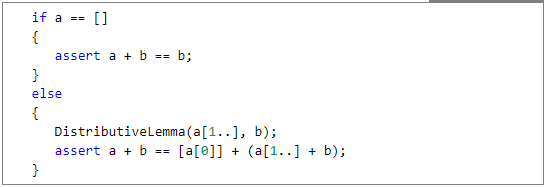 if a == []
{
   assert a + b == b;
}
else
{
   DistributiveLemma(a[1..], b);
   assert a + b == [a[0]] + (a[1..] + b);
}